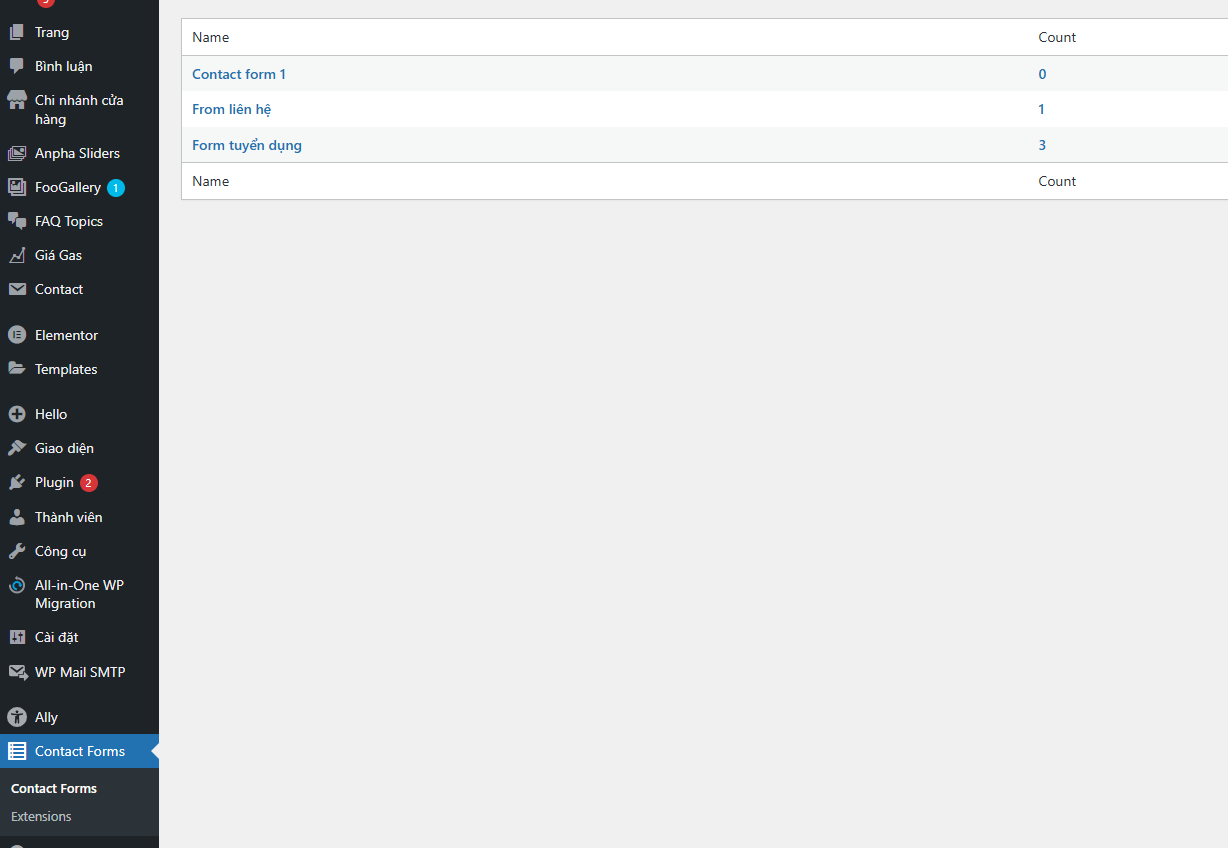 Trang
Bình luận
Chi nhánh cửa
hàng
Anpha Sliders
FooGallery 1
FAQ Topics
Giá Gas
Contact
Elementor
Templates
Hello
Giao diện
Plugin 2
Thành viên
Công cụ
All-in-One WP
Migration
Cài đặt
WP Mail SMTP
Ally
Contact Forms
Contact Forms
Extensions
Name Count
Contact form 1 0
From liên hệ 1
Form tuyển dụng 3
Name Count